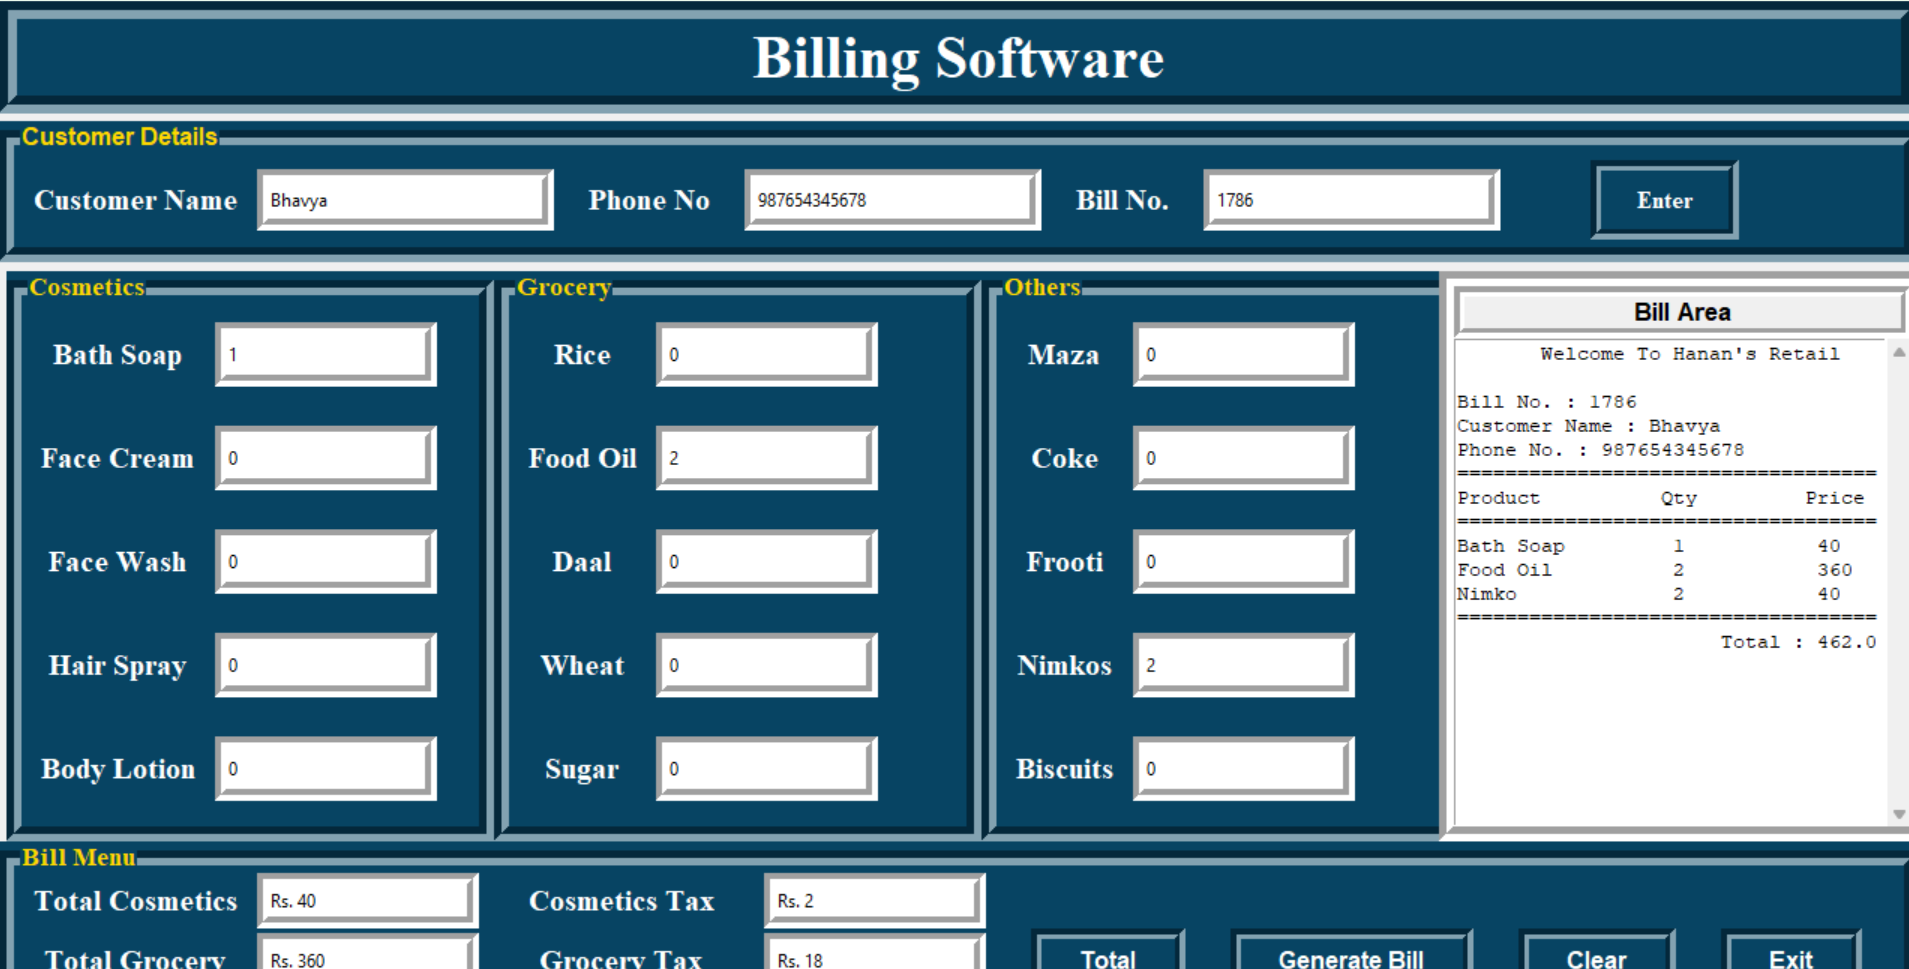 Billing Software
Customer Details
Customer Name Bhavya Phone No 987654345678 Bill No. 1786 Enter
Cosmetics
Bath Soap 1
Face Cream 0
Face Wash 0
Hair Spray 0
Body Lotion 0
Grocery
Rice 0
Food Oil 2
Daal 0
Wheat 0
Sugar 0
Others
Maza 0
Coke 0
Frooti 0
Nimkos 2
Biscuits 0
Bill Area
Welcome To Hanan's Retail
Bill No. : 1786
Customer Name : Bhavya
Phone No. : 987654345678
===================================
Product Qty Price
===================================
Bath Soap 1 40
Food Oil 2 360
Nimko 2 40
===================================
Total : 462.0
Bill Menu
Total Cosmetics Rs. 40 Cosmetics Tax Rs. 2
Total Grocery Rs. 360 Grocery Tax Rs. 18 Total Generate Bill Clear Exit